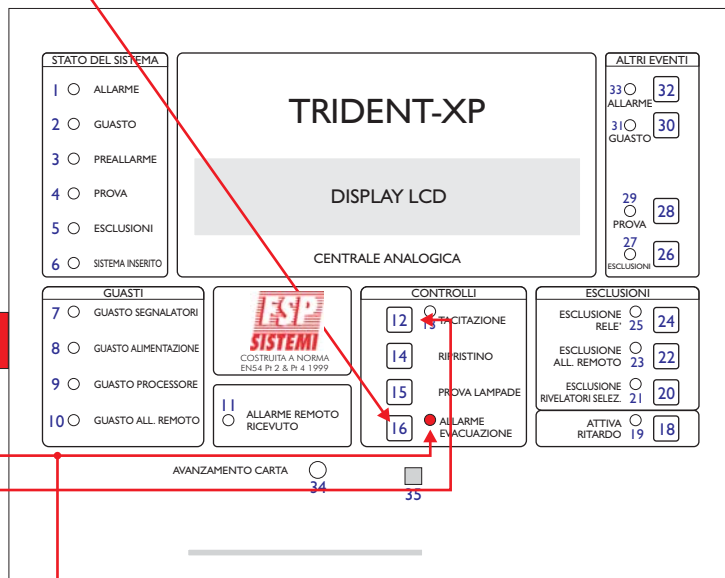 STATO DEL SISTEMA
1 ALLARME
2 GUASTO
3 PREALLARME
4 PROVA
5 ESCLUSIONI
6 SISTEMA INSERITO
TRIDENT-XP
DISPLAY LCD
CENTRALE ANALOGICA
ALTRI EVENTI
33 32
ALLARME
31 30
GUASTO
29
28
PROVA
27
26
ESCLUSIONI
GUASTI
7 GUASTO SEGNALATORI
8 GUASTO ALIMENTAZIONE
9 GUASTO PROCESSORE
10 GUASTO ALL. REMOTO
FSP
SISTEMI
COSTRUITA A NORMA
EN54 Pt 2 & Pt 4 1999
11
ALLARME REMOTO
RICEVUTO
CONTROLLI
12 13 TACITAZIONE
14 RIPRISTINO
15 PROVA LAMPADE
16 ALLARME
EVACUAZIONE
ESCLUSIONI
ESCLUSIONE
RELE' 25 24
ESCLUSIONE
ALL. REMOTO 23 22
ESCLUSIONE
RIVELATORI SELEZ. 21 20
ATTIVA
RITARDO 19 18
AVANZAMENTO CARTA
34
35